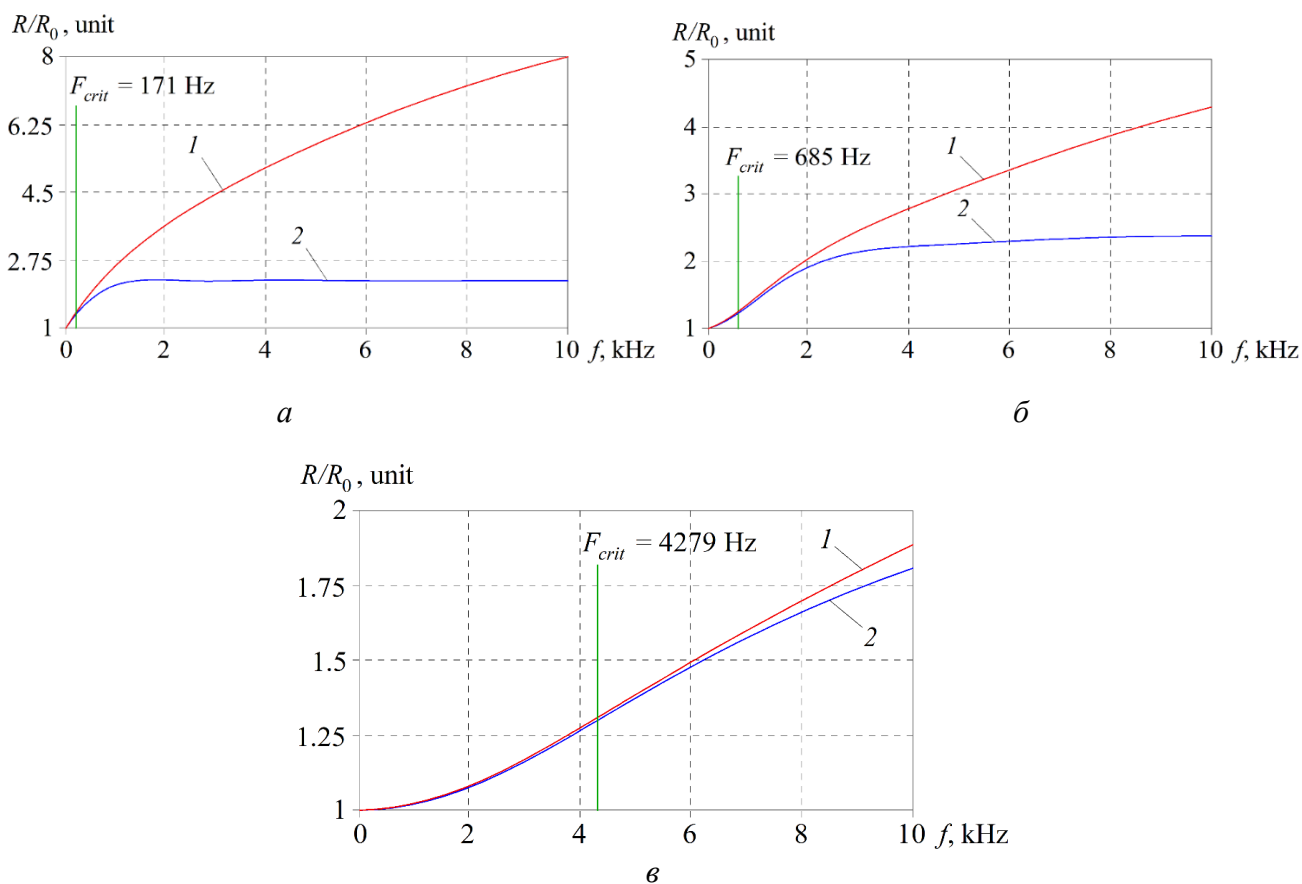 R/R₀ , unit
8
6.25
4.5
2.75
1
F_crit = 171 Hz
1
2
0 2 4 6 8 10 f, kHz
а
R/R₀ , unit
5
4
3
2
1
F_crit = 685 Hz
1
2
0 2 4 6 8 10 f, kHz
б
R/R₀ , unit
2
1.75
1.5
1.25
1
F_crit = 4279 Hz
1
2
0 2 4 6 8 10 f, kHz
в